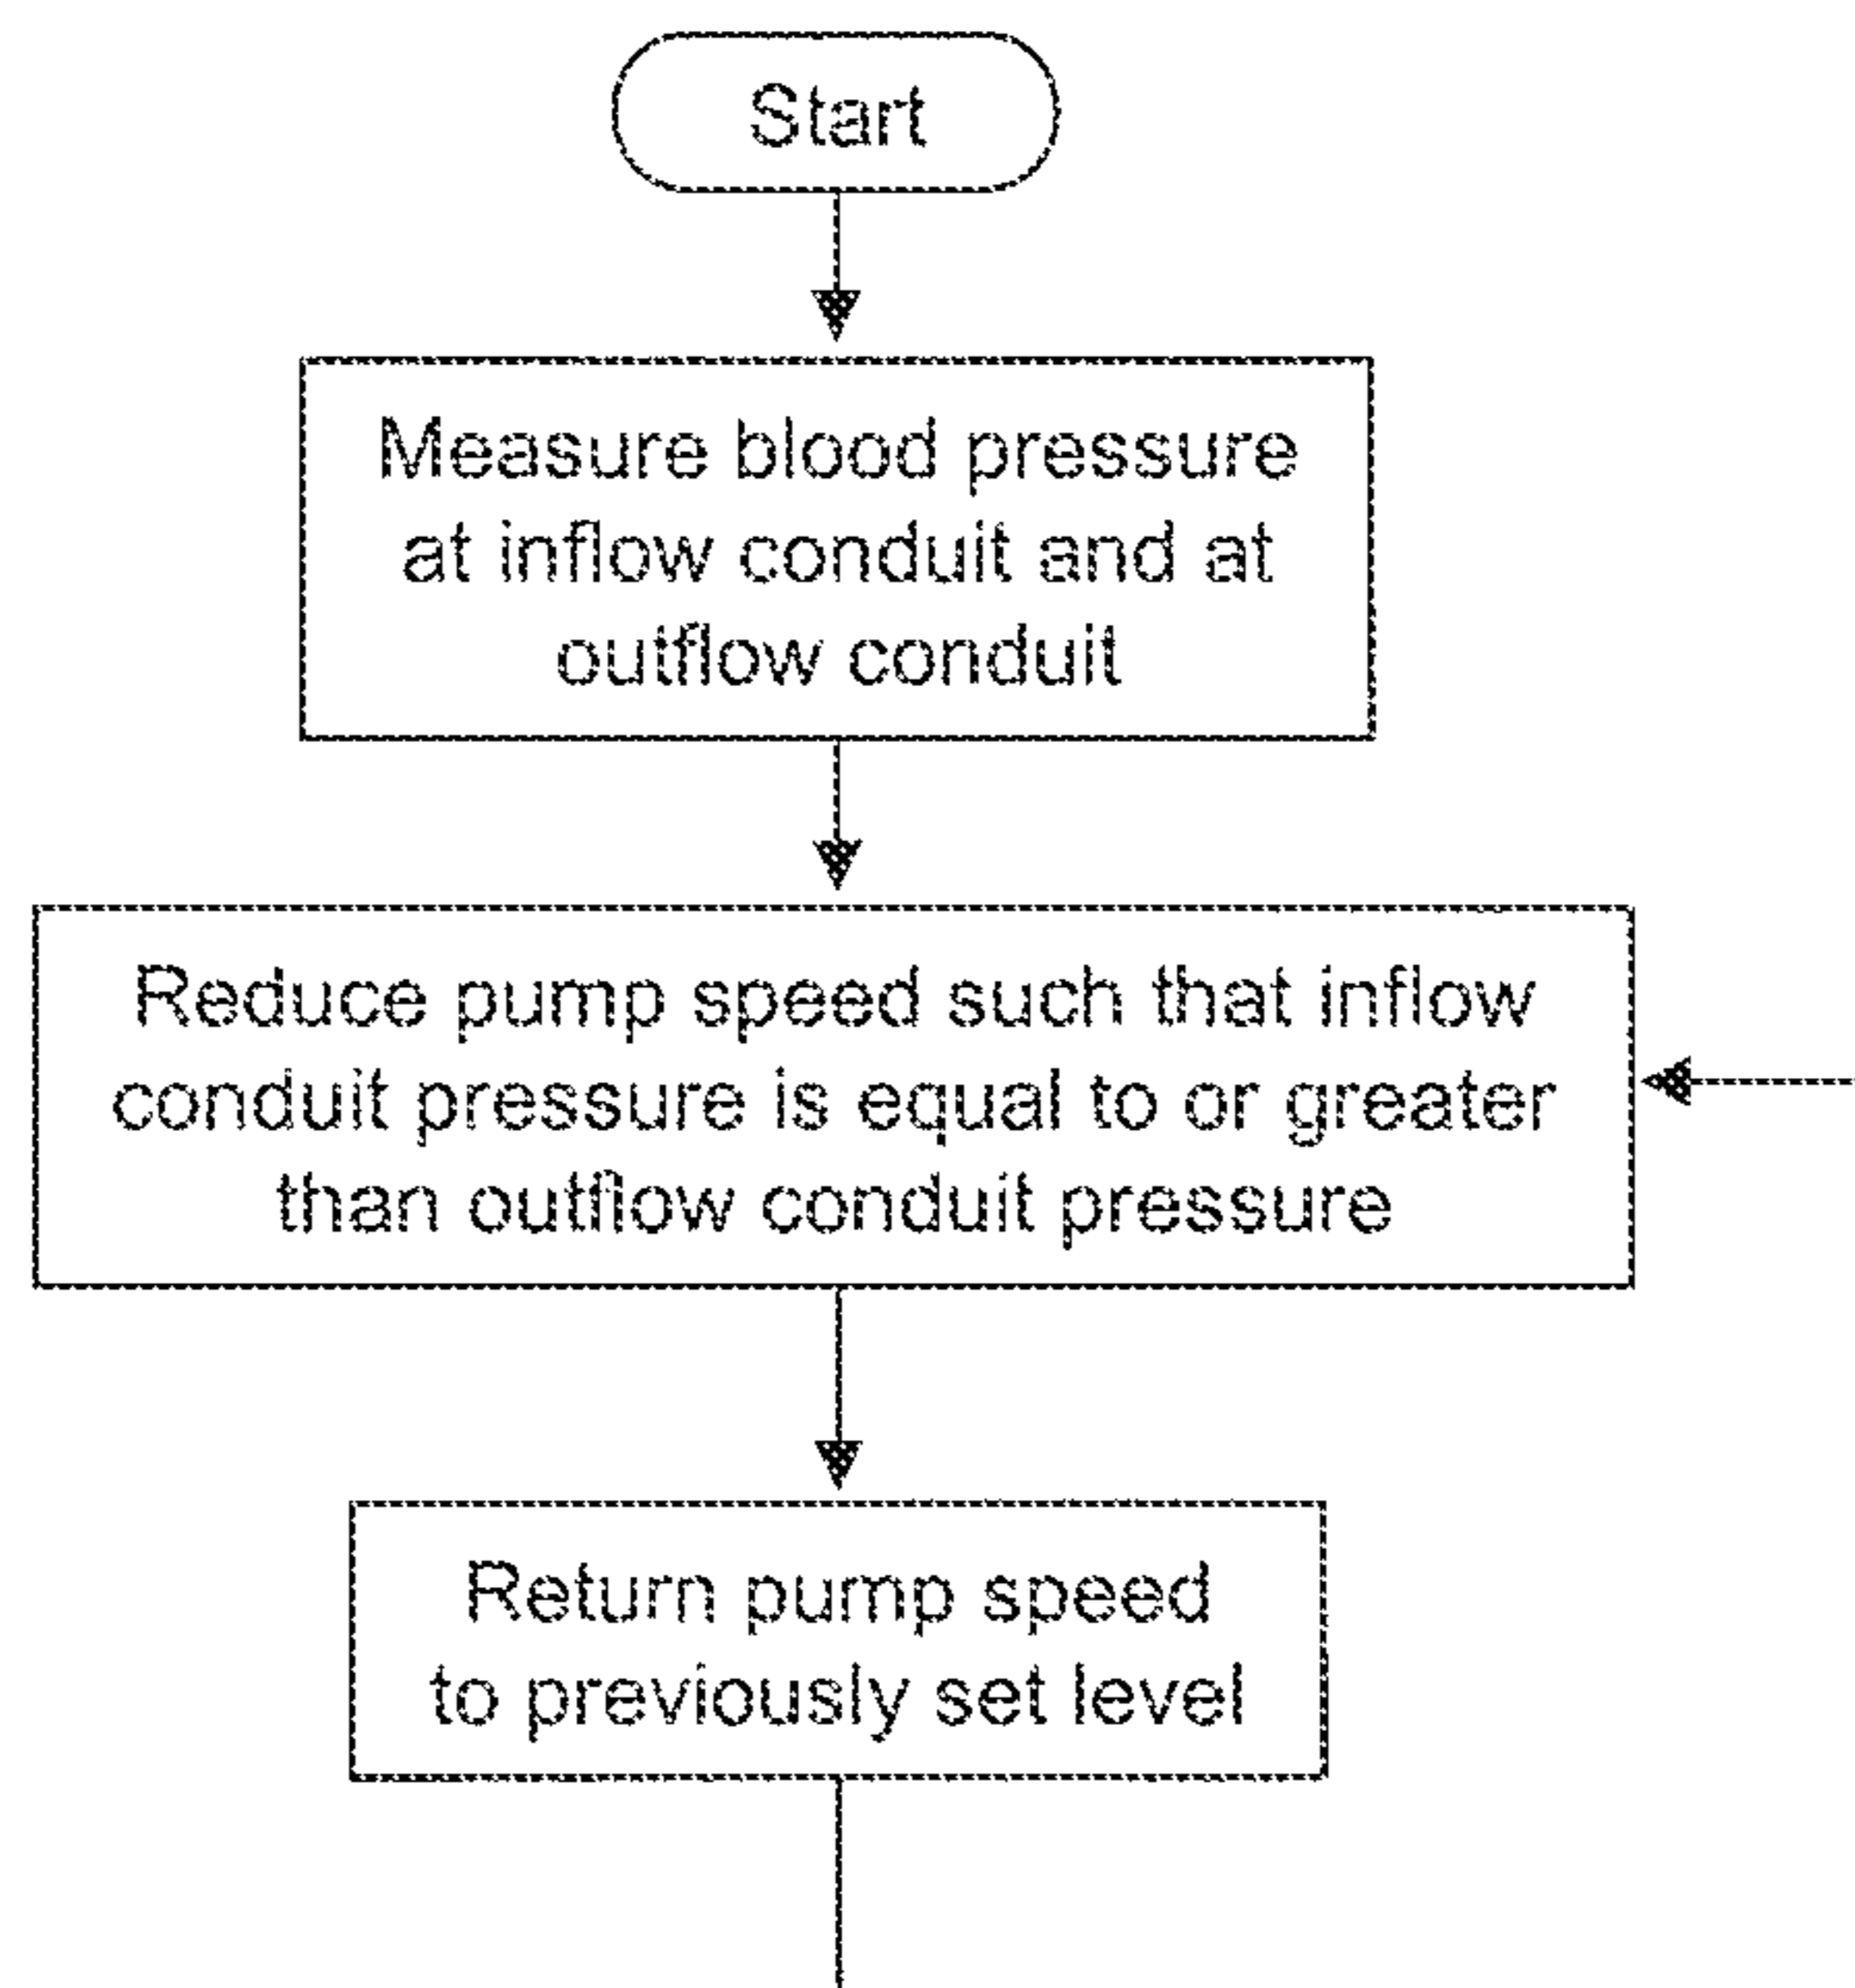 Start
Measure blood pressure
at inflow conduit and at
outflow conduit
Reduce pump speed such that inflow
conduit pressure is equal to or greater
than outflow conduit pressure
Return pump speed
to previously set level